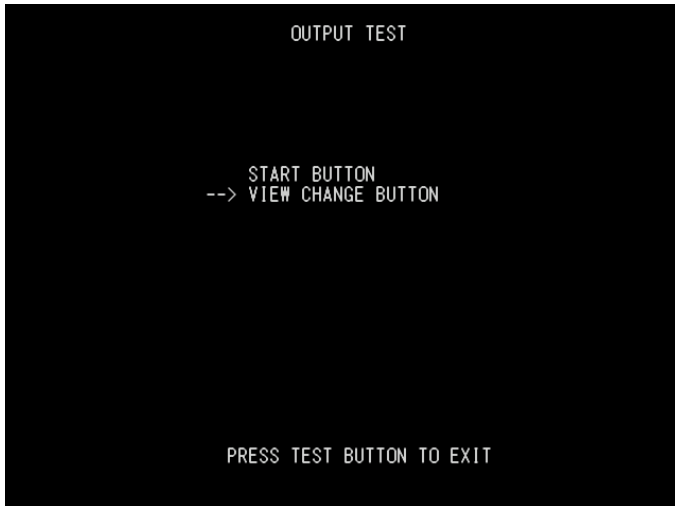 OUTPUT TEST
START BUTTON
--> VIEW CHANGE BUTTON
PRESS TEST BUTTON TO EXIT